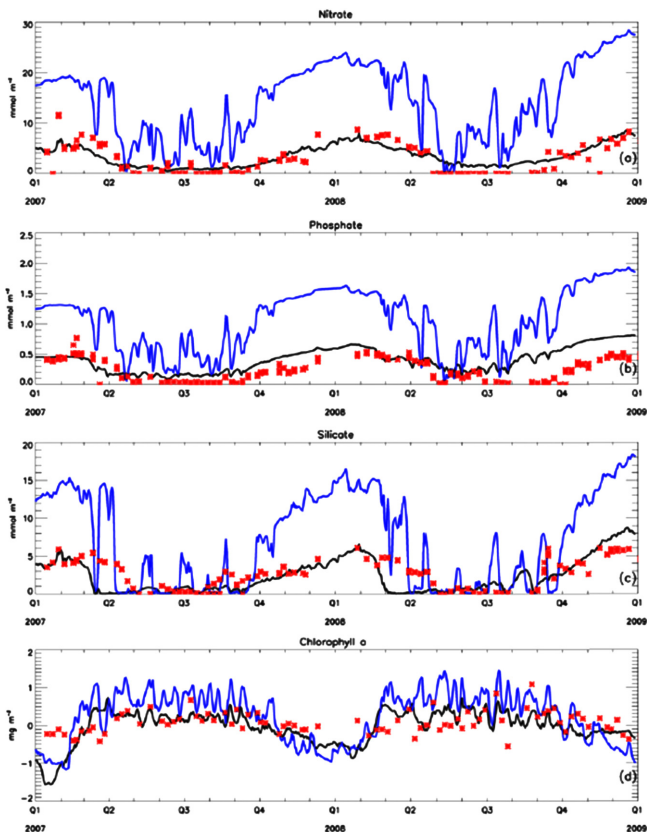 Nitrate
30
20
10
0
mmol m⁻³
(a)
Q1 Q2 Q3 Q4 Q1 Q2 Q3 Q4 Q1
2007 2008 2009
Phosphate
2.5
2.0
1.5
1.0
0.5
0.0
mmol m⁻³
(b)
Q1 Q2 Q3 Q4 Q1 Q2 Q3 Q4 Q1
2007 2008 2009
Silicate
20
15
10
5
0
mmol m⁻³
(c)
Q1 Q2 Q3 Q4 Q1 Q2 Q3 Q4 Q1
2007 2008 2009
Chlorophyll a
2
1
0
-1
-2
mg m⁻³
(d)
Q1 Q2 Q3 Q4 Q1 Q2 Q3 Q4 Q1
2007 2008 2009